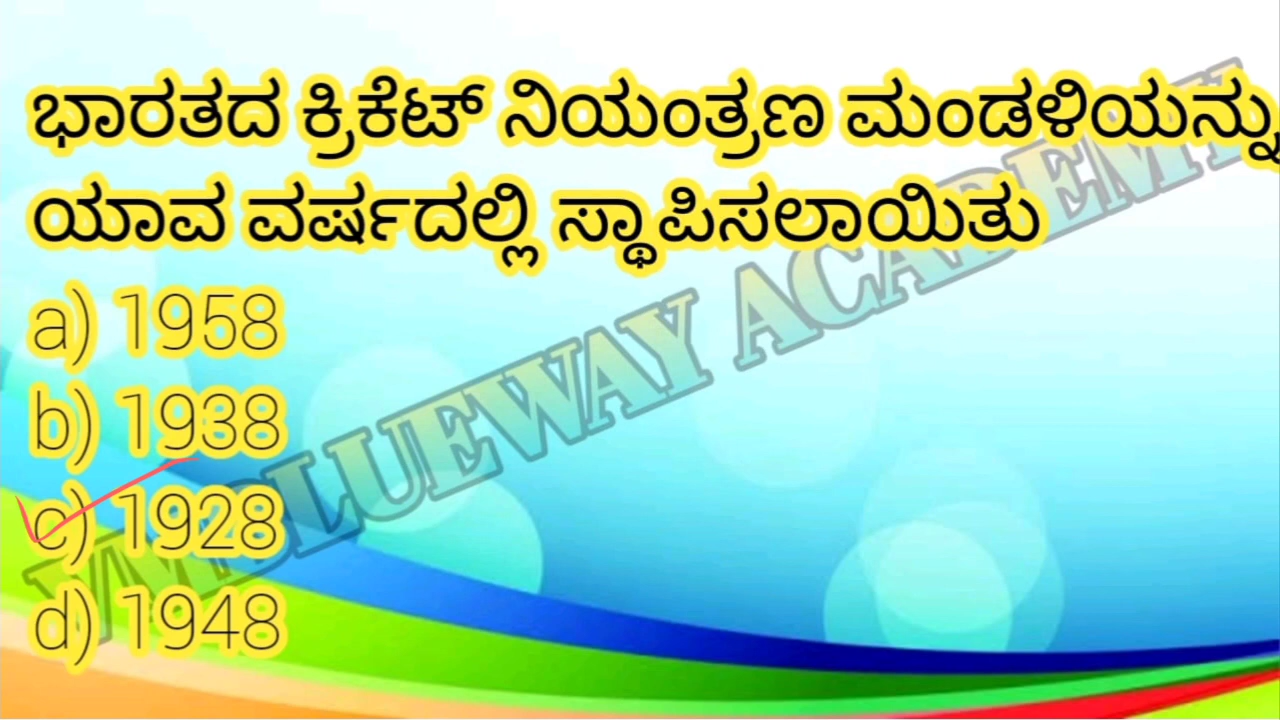 ಭಾರತದ ಕ್ರಿಕೆಟ್ ನಿಯಂತ್ರಣ ಮಂಡಳಿಯನ್ನು
ಯಾವ ವರ್ಷದಲ್ಲಿ ಸ್ಥಾಪಿಸಲಾಯಿತು
a) 1958
b) 1938
c) 1928
d) 1948
BLUEWAY ACADEMY